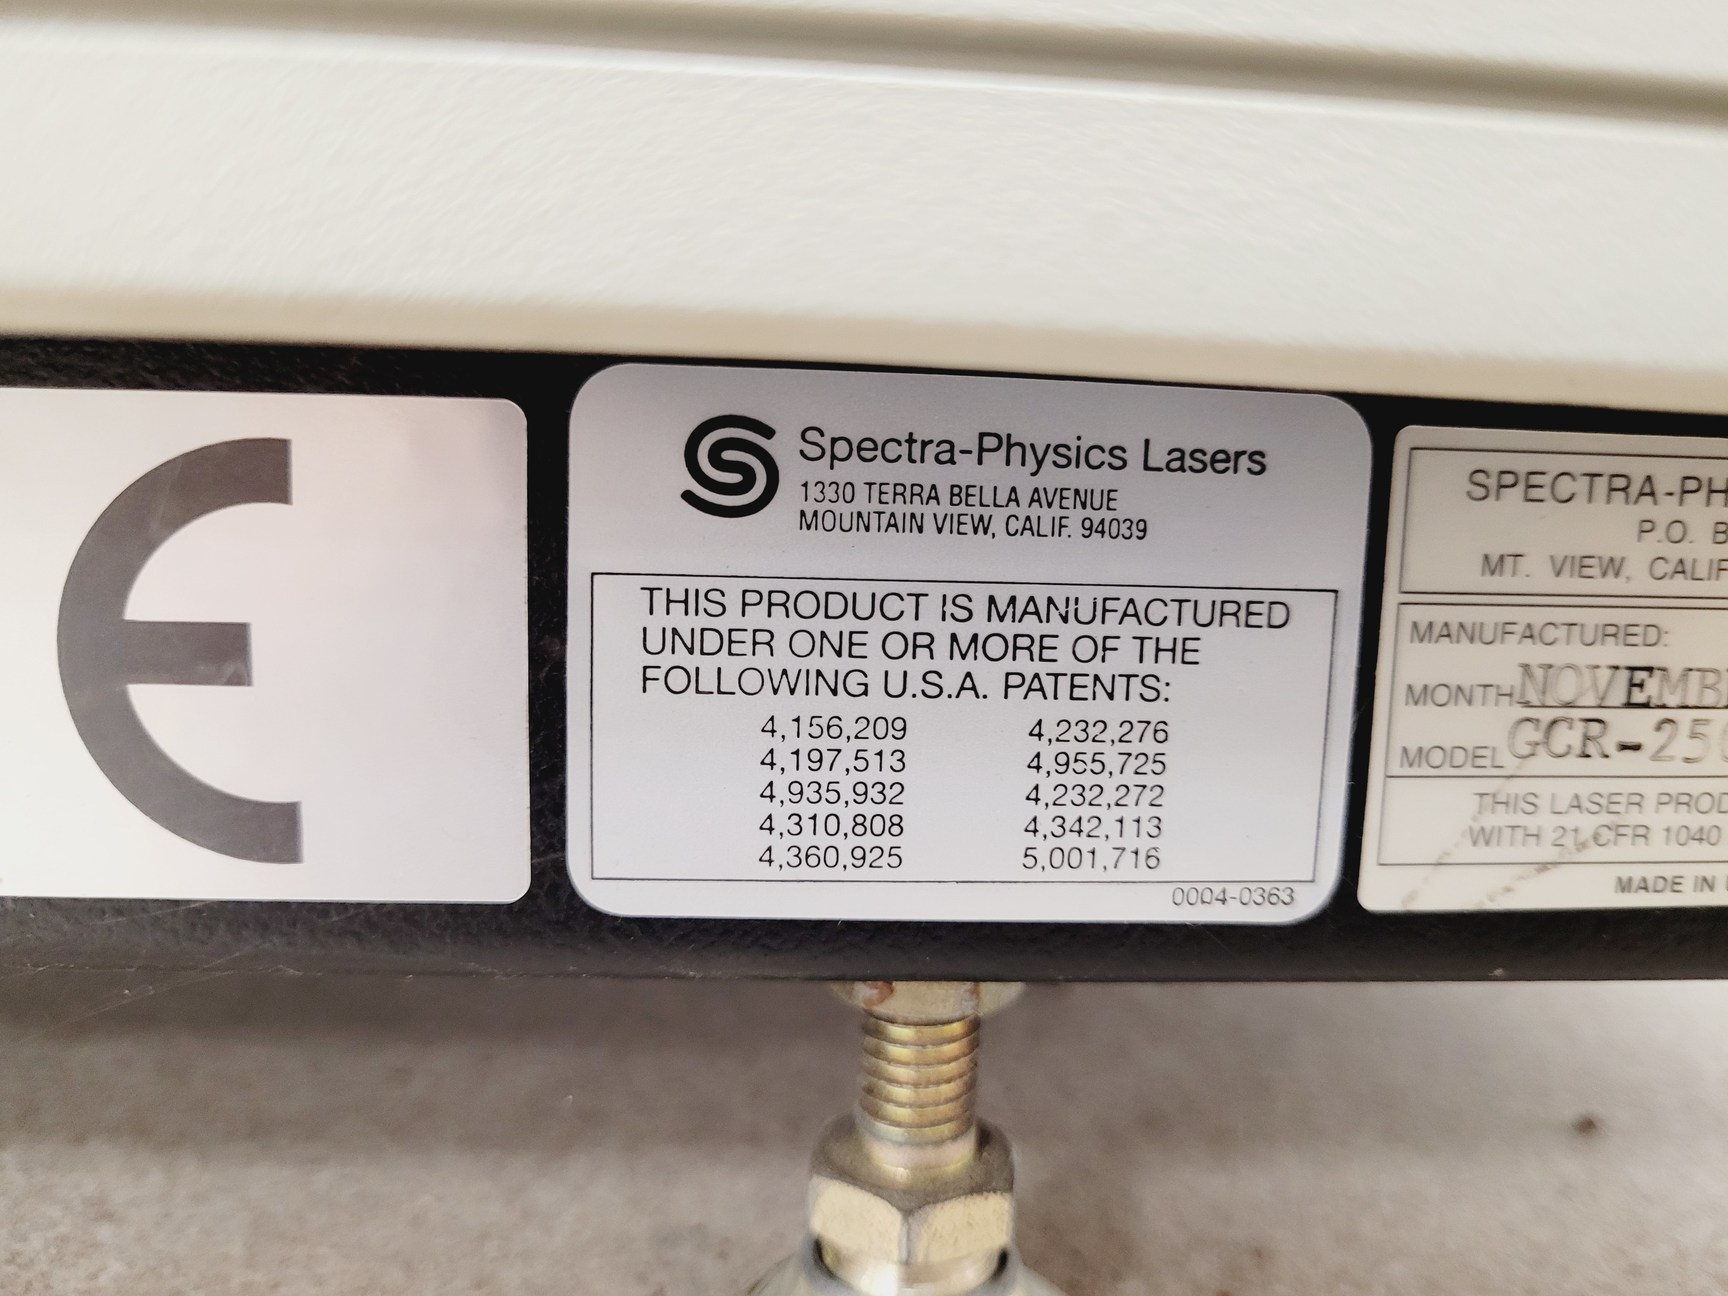 Spectra-Physics Lasers
1330 TERRA BELLA AVENUE
MOUNTAIN VIEW, CALIF. 94039
THIS PRODUCT IS MANUFACTURED
UNDER ONE OR MORE OF THE
FOLLOWING U.S.A. PATENTS:
4,156,209 4,232,276
4,197,513 4,955,725
4,935,932 4,232,272
4,310,808 4,342,113
4,360,925 5,001,716
0004-0363
SPECTRA-PH
P.O. B
MT. VIEW, CALIF
MANUFACTURED:
MONTH NOVEMB
MODEL GCR-25
THIS LASER PROD
WITH 21 CFR 1040
MADE IN